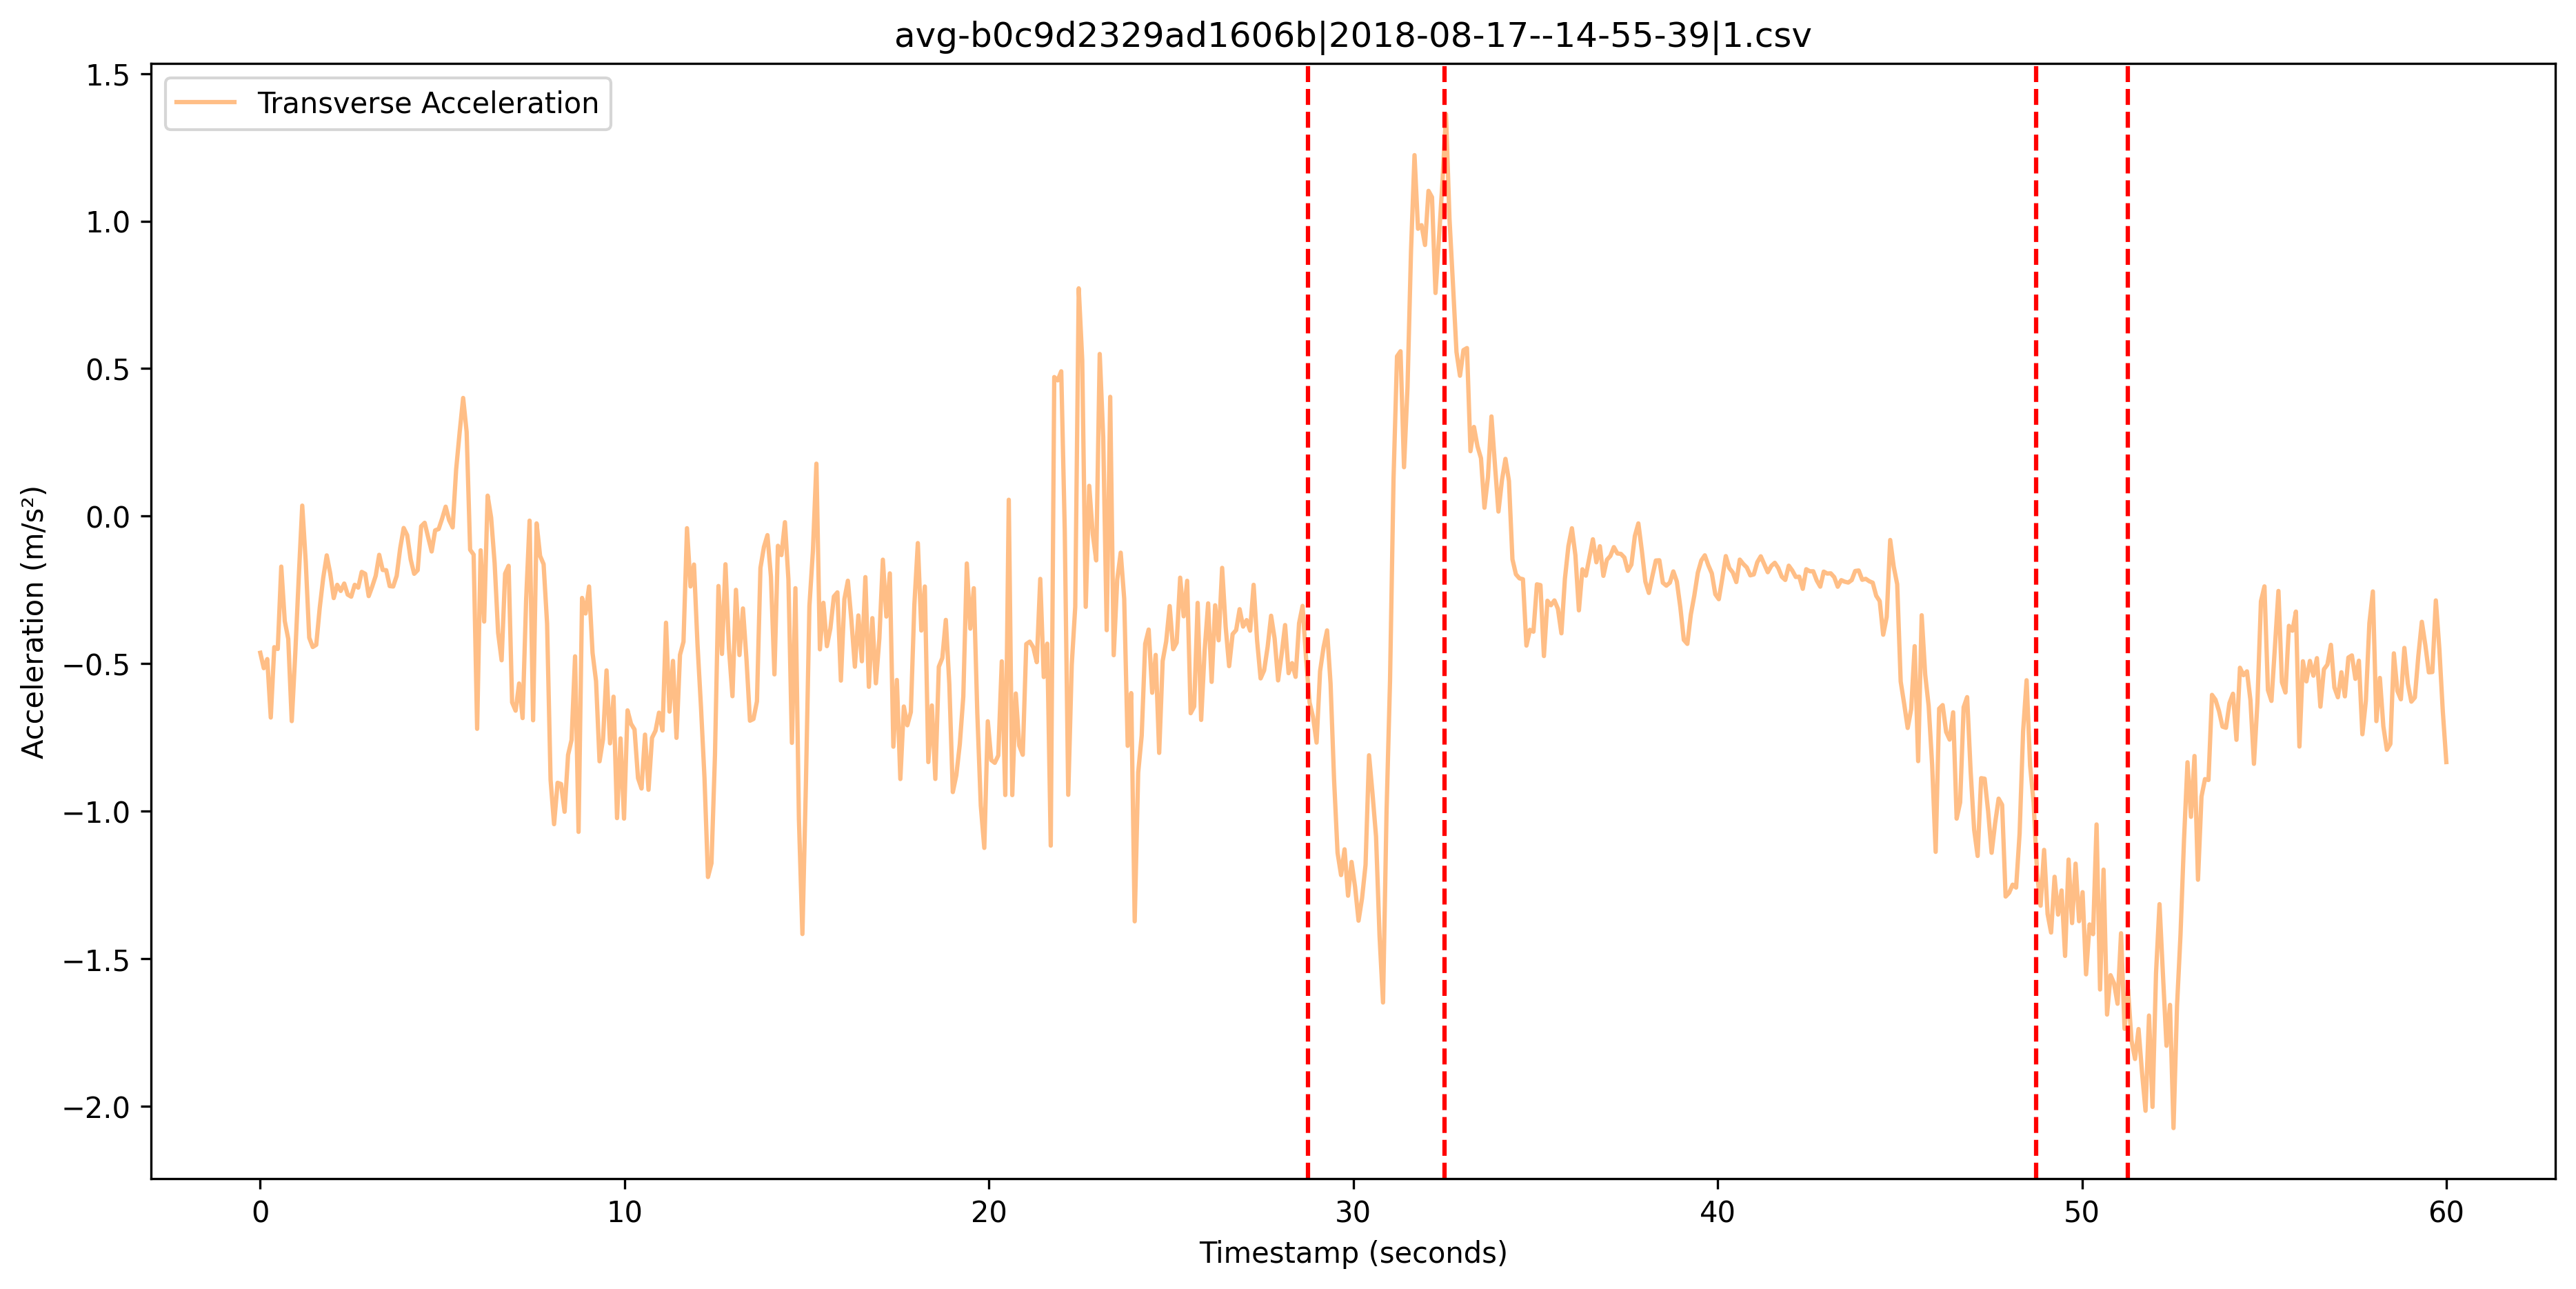 avg-b0c9d2329ad1606b|2018-08-17--14-55-39|1.csv
Transverse Acceleration
Acceleration (m/s²)
1.5
1.0
0.5
0.0
−0.5
−1.0
−1.5
−2.0
0 10 20 30 40 50 60
Timestamp (seconds)